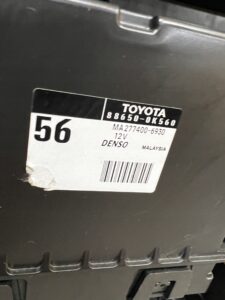 TOYOTA
88650-0K560
56
MA277400-6930
12V
DENSO MALAYSIA